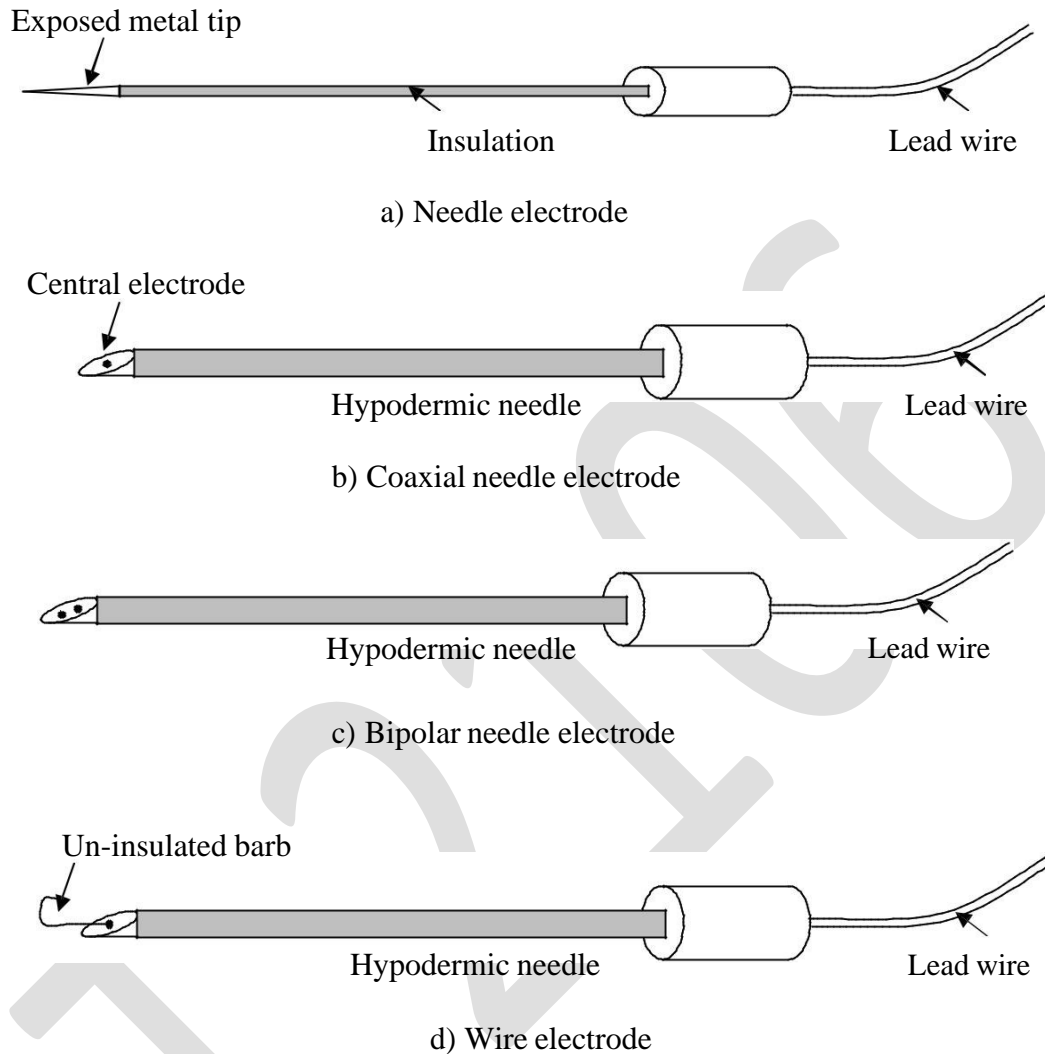 Exposed metal tip
Insulation
Lead wire
a) Needle electrode
Central electrode
Hypodermic needle
Lead wire
b) Coaxial needle electrode
Hypodermic needle
Lead wire
c) Bipolar needle electrode
Un-insulated barb
Hypodermic needle
Lead wire
d) Wire electrode